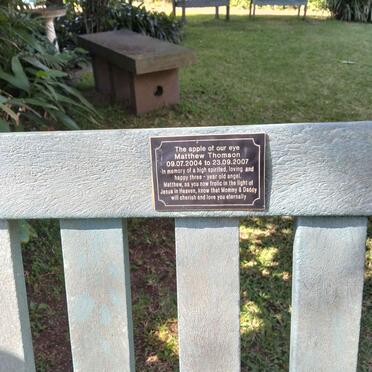 The apple of our eye
Matthew Thomson
09.07.2004 to 23.09.2007
In memory of a high spirited, loving, and
happy three - year old angel.
Matthew, as you now frolic in the light of
Jesus in Heaven, know that Mommy & Daddy
will cherish and love you eternally